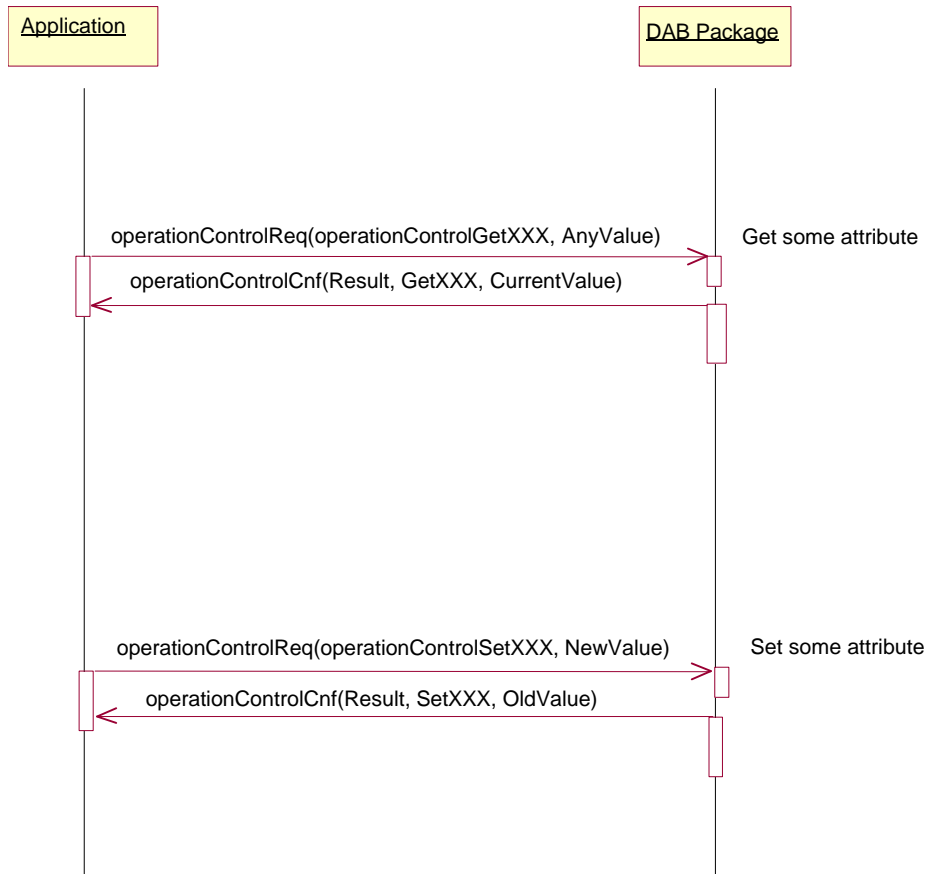 Application
DAB Package
operationControlReq(operationControlGetXXX, AnyValue)
Get some attribute
operationControlCnf(Result, GetXXX, CurrentValue)
operationControlReq(operationControlSetXXX, NewValue)
Set some attribute
operationControlCnf(Result, SetXXX, OldValue)